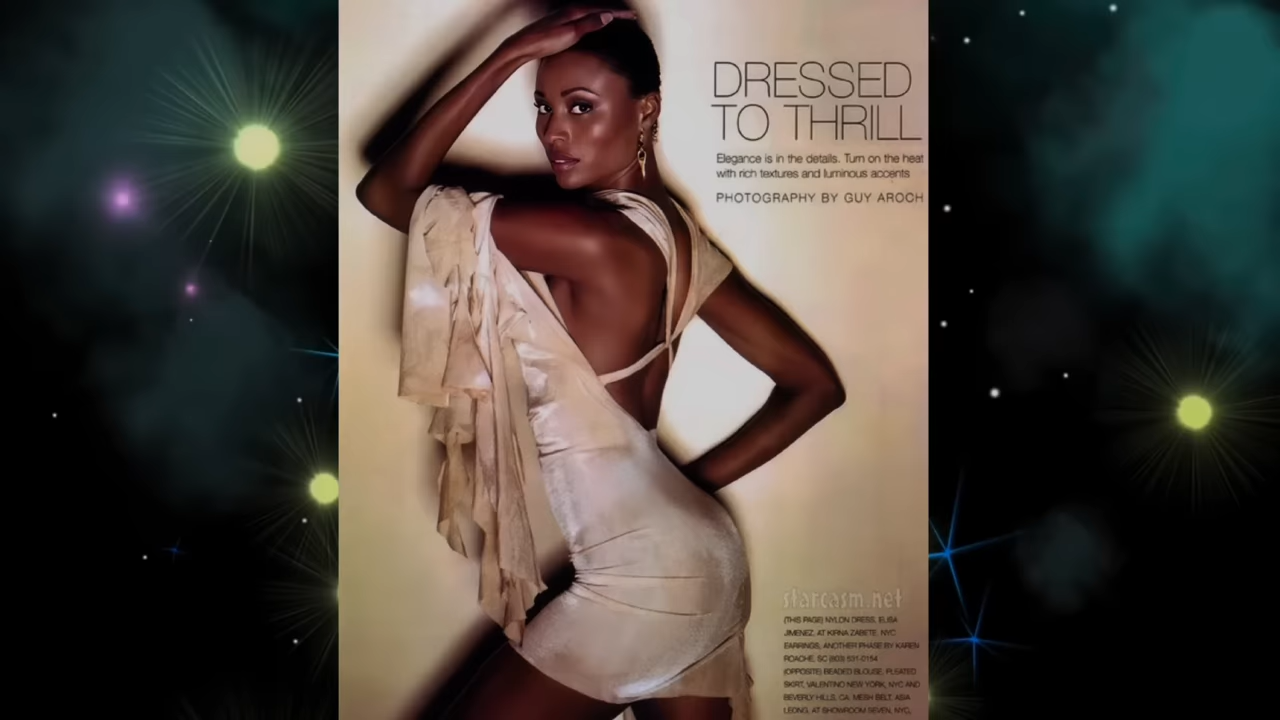 DRESSED
TO THRILL
Elegance is in the details. Turn on the heat
with rich textures and luminous accents
PHOTOGRAPHY BY GUY AROCH
starcasm.net
(THIS PAGE) NYLON DRESS, ELISA
JIMENEZ, AT KIRNA ZABETE, NYC
EARRINGS, ANOTHER PHASE BY KAREN
ROACHE, SC (803) 531-0154
(OPPOSITE) BEADED BLOUSE, PLEATED
SKIRT, VALENTINO NEW YORK, NYC AND
BEVERLY HILLS, CA. MESH BELT, ASIA
LEONG, AT SHOWROOM SEVEN, NYC,